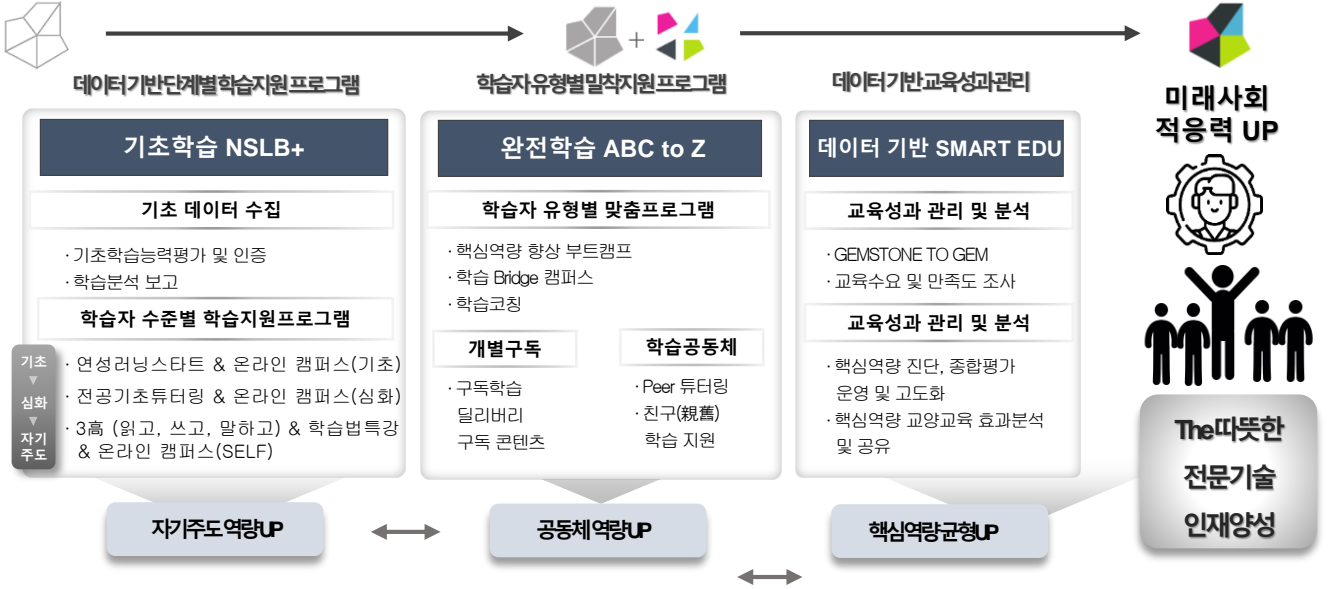 +
데이터 기반 단계별 학습지원 프로그램
기초학습 NSLB+
기초 데이터 수집
· 기초학습능력평가 및 인증
· 학습분석 보고
학습자 수준별 학습지원프로그램
기초
▼
심화
▼
자기
주도
· 연성러닝스타트 & 온라인 캠퍼스(기초)
· 전공기초튜터링 & 온라인 캠퍼스(심화)
· 3高 (읽고, 쓰고, 말하고) & 학습법특강
& 온라인 캠퍼스(SELF)
자기주도 역량UP
학습자 유형별 밀착지원 프로그램
완전학습 ABC to Z
학습자 유형별 맞춤프로그램
· 핵심역량 향상 부트캠프
· 학습 Bridge 캠퍼스
· 학습코칭
개별구독
· 구독학습
딜리버리
구독 콘텐츠
학습공동체
· Peer 튜터링
· 친구(親舊)
학습 지원
공동체 역량UP
데이터 기반 교육성과관리
데이터 기반 SMART EDU
교육성과 관리 및 분석
· GEMSTONE TO GEM
· 교육수요 및 만족도 조사
교육성과 관리 및 분석
· 핵심역량 진단, 종합평가
운영 및 고도화
· 핵심역량 교양교육 효과분석
및 공유
핵심역량 균형UP
미래사회
적응력 UP
The따뜻한
전문기술
인재양성